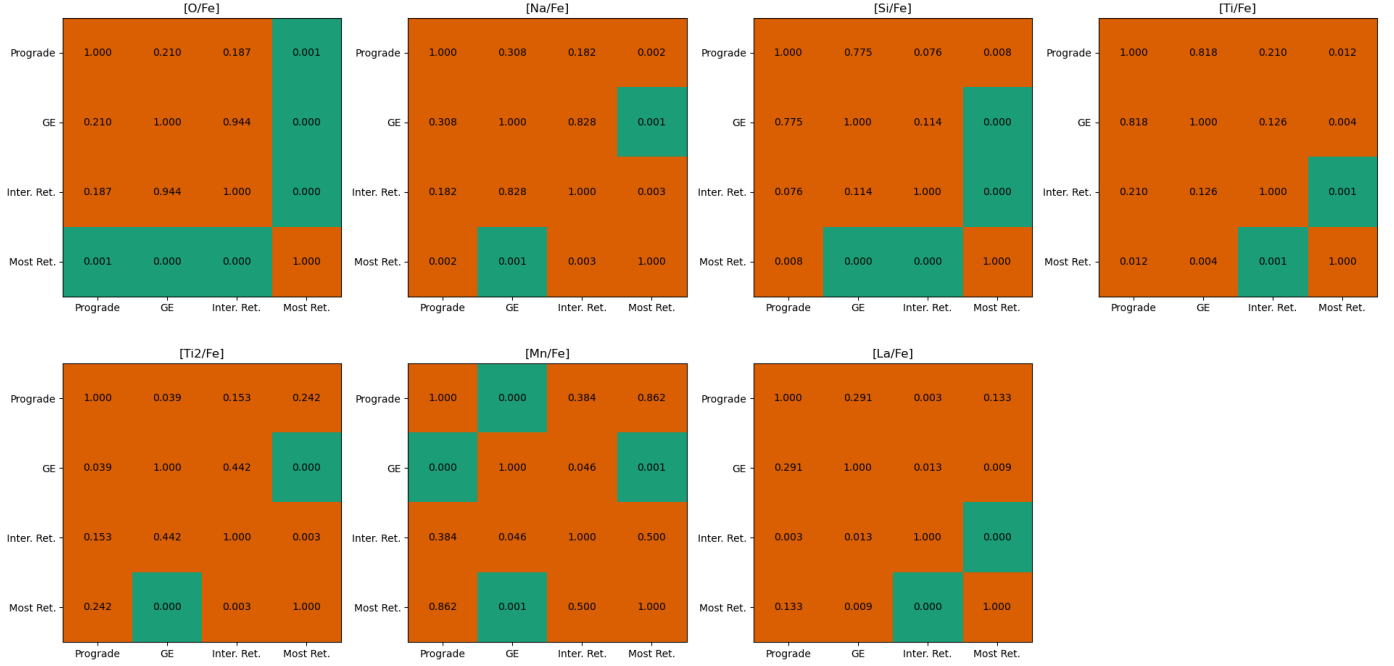 [O/Fe] [Na/Fe] [Si/Fe] [Ti/Fe]
Prograde 1.000 0.210 0.187 0.001 Prograde 1.000 0.308 0.182 0.002 Prograde 1.000 0.775 0.076 0.008 Prograde 1.000 0.818 0.210 0.012
GE 0.210 1.000 0.944 0.000 GE 0.308 1.000 0.828 0.001 GE 0.775 1.000 0.114 0.000 GE 0.818 1.000 0.126 0.004
Inter. Ret. 0.187 0.944 1.000 0.000 Inter. Ret. 0.182 0.828 1.000 0.003 Inter. Ret. 0.076 0.114 1.000 0.000 Inter. Ret. 0.210 0.126 1.000 0.001
Most Ret. 0.001 0.000 0.000 1.000 Most Ret. 0.002 0.001 0.003 1.000 Most Ret. 0.008 0.000 0.000 1.000 Most Ret. 0.012 0.004 0.001 1.000
Prograde GE Inter. Ret. Most Ret. Prograde GE Inter. Ret. Most Ret. Prograde GE Inter. Ret. Most Ret. Prograde GE Inter. Ret. Most Ret.
[Ti2/Fe] [Mn/Fe] [La/Fe]
Prograde 1.000 0.039 0.153 0.242 Prograde 1.000 0.000 0.384 0.862 Prograde 1.000 0.291 0.003 0.133
GE 0.039 1.000 0.442 0.000 GE 0.000 1.000 0.046 0.001 GE 0.291 1.000 0.013 0.009
Inter. Ret. 0.153 0.442 1.000 0.003 Inter. Ret. 0.384 0.046 1.000 0.500 Inter. Ret. 0.003 0.013 1.000 0.000
Most Ret. 0.242 0.000 0.003 1.000 Most Ret. 0.862 0.001 0.500 1.000 Most Ret. 0.133 0.009 0.000 1.000
Prograde GE Inter. Ret. Most Ret. Prograde GE Inter. Ret. Most Ret. Prograde GE Inter. Ret. Most Ret.